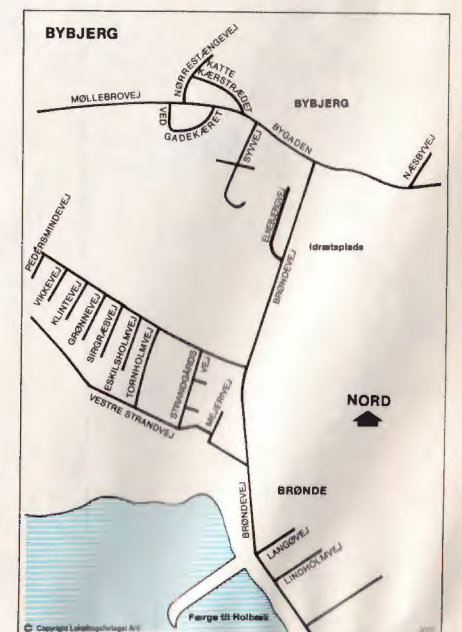 BYBJERG
NØRRESTÆNGEVEJ
KATTE
KÆRSTRÆDET
MØLLEBROVEJ
BYBJERG
VED
GADEKÆRET
SYVVEJ
BYGADEN
NÆSBYVEJ
ELLEBJERGVEJ
Idrætsplads
BRØNDEVEJ
PEDERSMINDEVEJ
VIKKEVEJ
KLINTEVEJ
GRØNNEVEJ
SIRGRÆSVEJ
ESKILSHOLMVEJ
TORNHOLMVEJ
STRANDGÅRDS
VEJ
MEJERIVEJ
VESTRE STRANDVEJ
NORD
BRØNDE
BRØNDEVEJ
LANGØVEJ
LINDHOLMVEJ
Færge til Holbæk
© Copyright Lokalbogsforlaget A/S